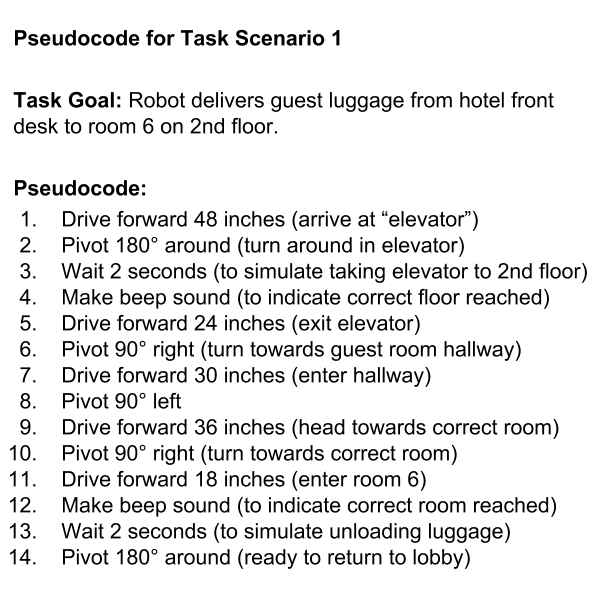 Pseudocode for Task Scenario 1
Task Goal: Robot delivers guest luggage from hotel front
desk to room 6 on 2nd floor.
Pseudocode:
1. Drive forward 48 inches (arrive at “elevator”)
2. Pivot 180° around (turn around in elevator)
3. Wait 2 seconds (to simulate taking elevator to 2nd floor)
4. Make beep sound (to indicate correct floor reached)
5. Drive forward 24 inches (exit elevator)
6. Pivot 90° right (turn towards guest room hallway)
7. Drive forward 30 inches (enter hallway)
8. Pivot 90° left
9. Drive forward 36 inches (head towards correct room)
10. Pivot 90° right (turn towards correct room)
11. Drive forward 18 inches (enter room 6)
12. Make beep sound (to indicate correct room reached)
13. Wait 2 seconds (to simulate unloading luggage)
14. Pivot 180° around (ready to return to lobby)